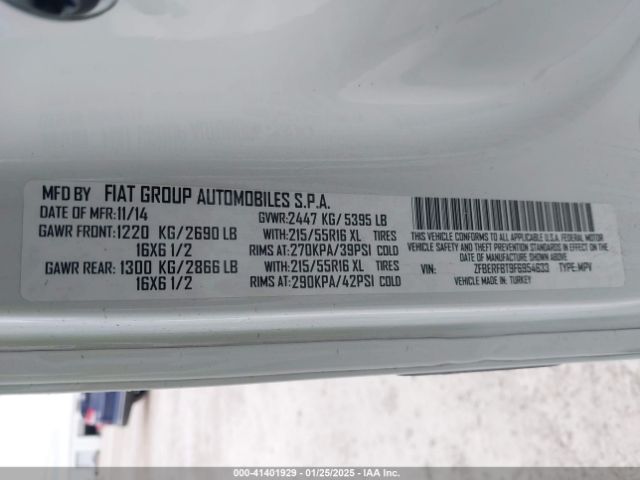 MFD BY FIAT GROUP AUTOMOBILES S.P.A.
DATE OF MFR:11/14 GVWR:2447 KG/ 5395 LB
GAWR FRONT:1220 KG/2690 LB WITH:215/55R16 XL TIRES
16X6 1/2 RIMS AT:270KPA/39PSI COLD
GAWR REAR: 1300 KG/2866 LB WITH:215/55R16 XL TIRES
16X6 1/2 RIMS AT:290KPA/42PSI COLD
THIS VEHICLE CONFORMS TO ALL APPLICABLE U.S.A. FEDERAL MOTOR
VEHICLE SAFETY, BUMPER AND THEFT PREVENTION STANDARDS IN
EFFECT ON THE DATE OF MANUFACTURE SHOWN ABOVE
VIN: ZFBERFBT9F6954633 TYPE:MPV
VEHICLE MADE IN: TURKEY
000-41401929 - 01/25/2025 - IAA Inc.